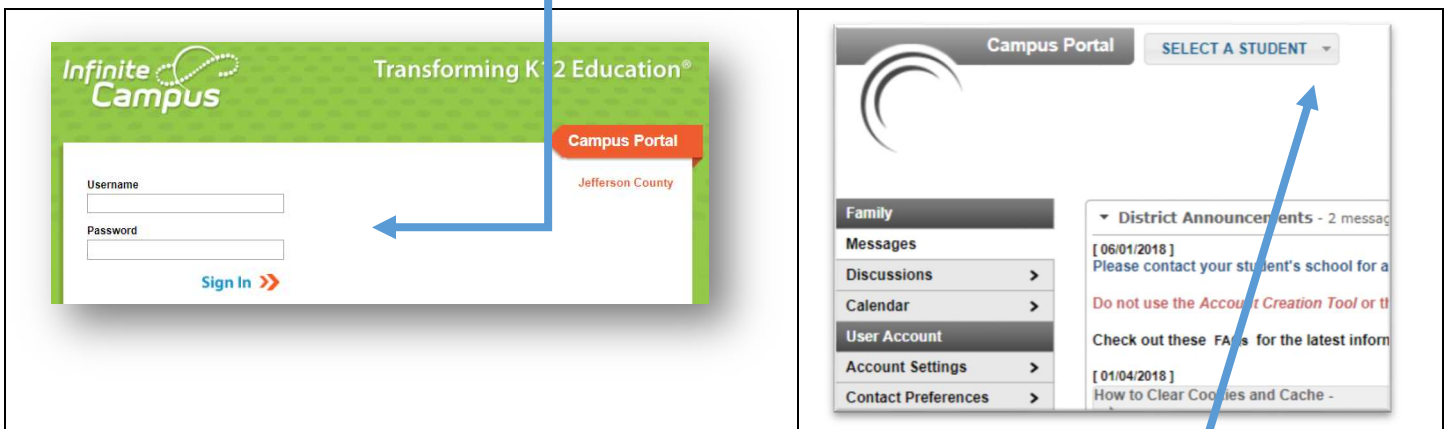 Infinite
Campus
Transforming K12 Education®
Campus Portal
Jefferson County
Username
Password
Sign In
Campus Portal
SELECT A STUDENT
Family
Messages
Discussions
Calendar
User Account
Account Settings
Contact Preferences
District Announcements - 2 messag
[ 06/01/2018 ]
Please contact your student's school for a
Do not use the Account Creation Tool or th
Check out these FAQs for the latest inform
[ 01/04/2018 ]
How to Clear Cookies and Cache -